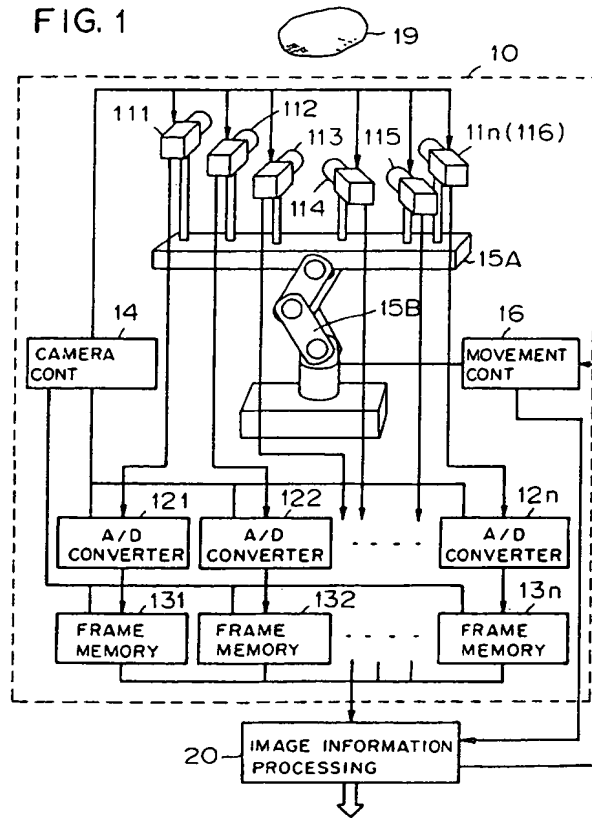 FIG. 1
19
10
111
112
113
114
115
11n(116)
15A
15B
14
CAMERA
CONT
16
MOVEMENT
CONT
121
A/D
CONVERTER
122
A/D
CONVERTER
12n
A/D
CONVERTER
131
FRAME
MEMORY
132
FRAME
MEMORY
13n
FRAME
MEMORY
20
IMAGE INFORMATION
PROCESSING